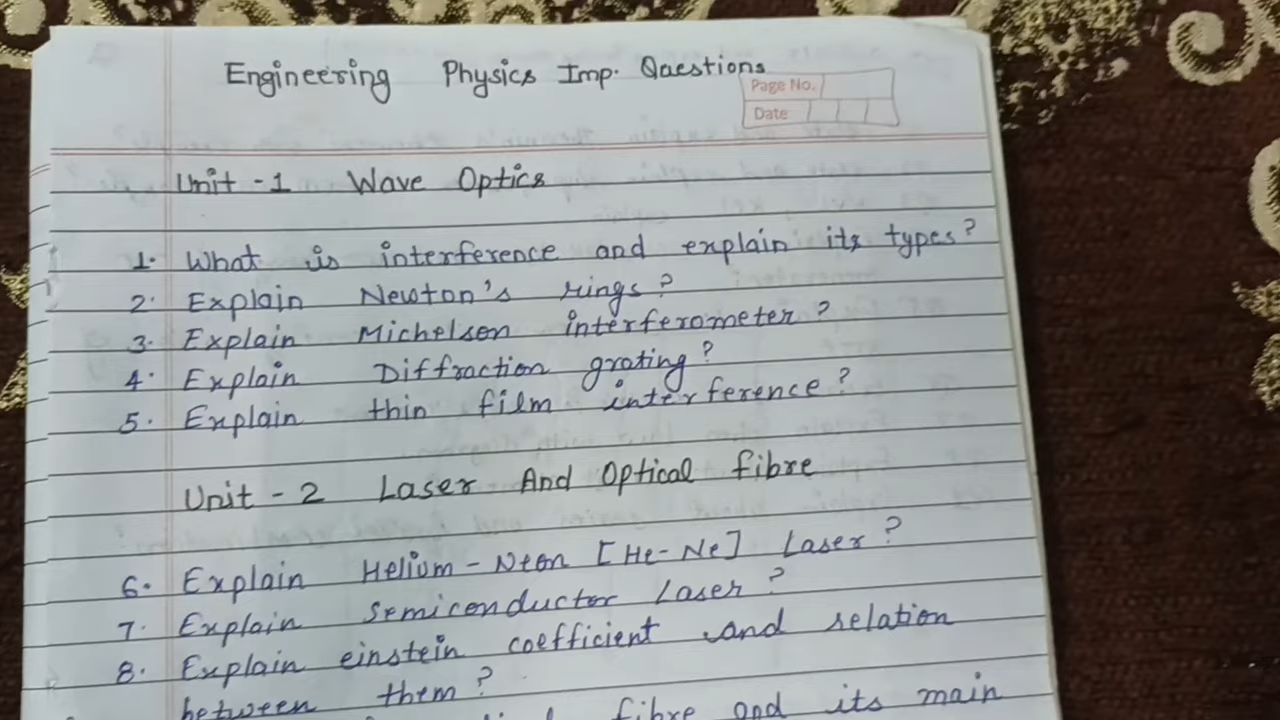 Engineering Physics Imp. Questions
Page No.
Date
Unit - 1 Wave Optics
1. What is interference and explain its types?
2. Explain Newton's rings?
3. Explain Michelson interferometer?
4. Explain Diffraction grating?
5. Explain thin film interference?
Unit - 2 Laser And Optical fibre
6. Explain Helium - Neon [He-Ne] Laser?
7. Explain Semiconductor Laser?
8. Explain einstein coefficient and relation
between them?
fibre and its main